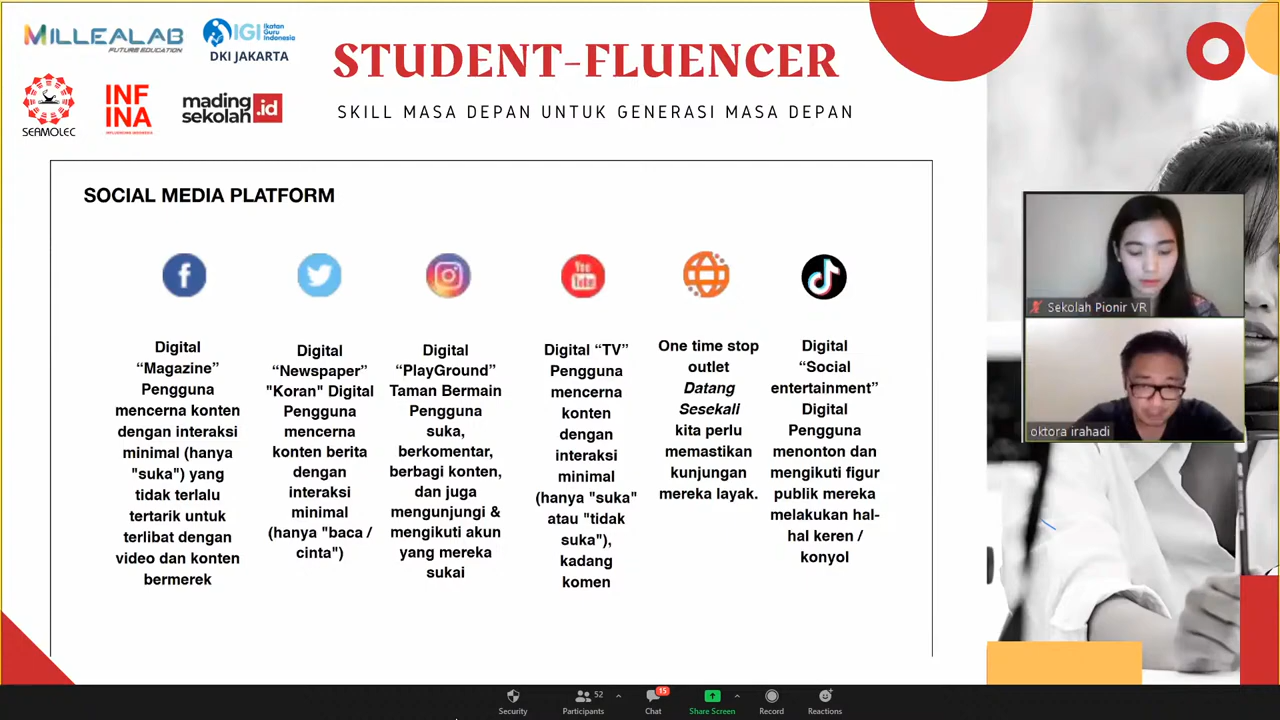 MILLEALAB
FUTURE EDUCATION
IGI Ikatan Guru Indonesia
DKI JAKARTA
SEAMOLEC
INF
INA
INFLUENCER INDONESIA
mading
sekolah .id
STUDENT-FLUENCER
SKILL MASA DEPAN UNTUK GENERASI MASA DEPAN
SOCIAL MEDIA PLATFORM
You
Tube
Digital
“Magazine”
Pengguna
mencerna konten
dengan interaksi
minimal (hanya
"suka") yang
tidak terlalu
tertarik untuk
terlibat dengan
video dan konten
bermerek
Digital
“Newspaper”
"Koran" Digital
Pengguna
mencerna
konten berita
dengan
interaksi
minimal
(hanya "baca /
cinta")
Digital
“PlayGround”
Taman Bermain
Pengguna
suka,
berkomentar,
berbagi konten,
dan juga
mengunjungi &
mengikuti akun
yang mereka
sukai
Digital “TV”
Pengguna
mencerna
konten
dengan
interaksi
minimal
(hanya "suka"
atau "tidak
suka"),
kadang
komen
One time stop
outlet
Datang
Sesekali
kita perlu
memastikan
kunjungan
mereka layak.
Digital
“Social
entertainment”
Digital
Pengguna
menonton dan
mengikuti figur
publik mereka
melakukan hal-
hal keren /
konyol
Sekolah Pionir VR
oktora irahadi
Security
52
Participants
15
Chat
Share Screen
Record
Reactions